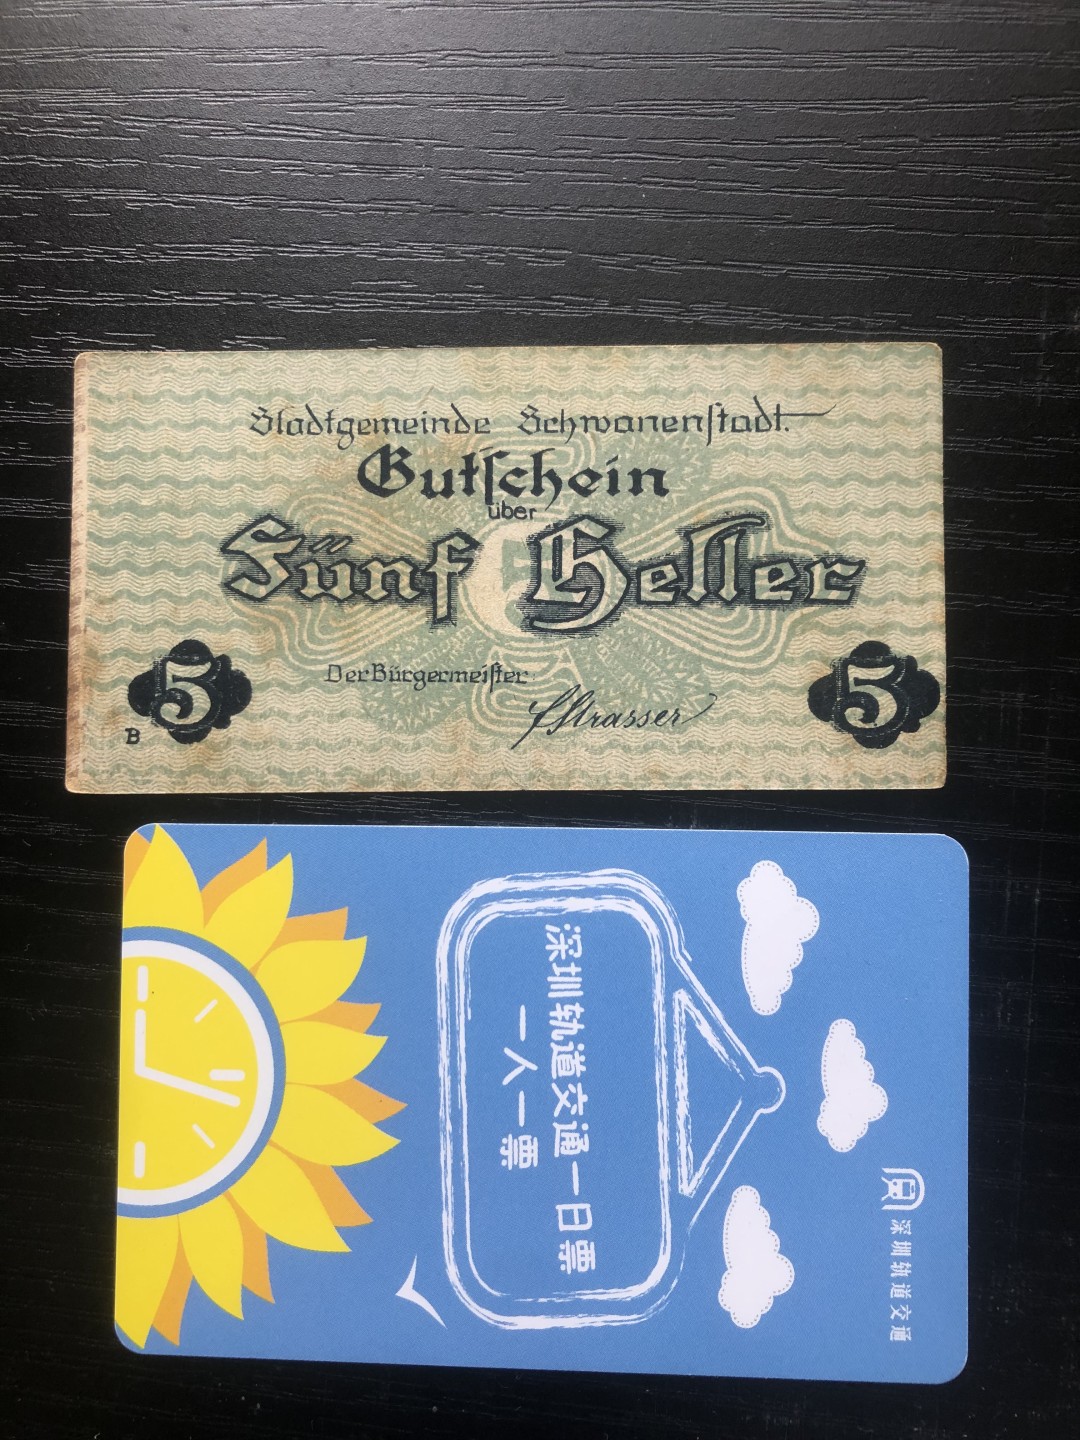 Stadtgemeinde Schwanenstadt.
Gutschein
über
Fünf Heller
5
5
Der Bürgermeister:
FStrasser
B
深圳轨道交通一日票
一人一票
深圳轨道交通